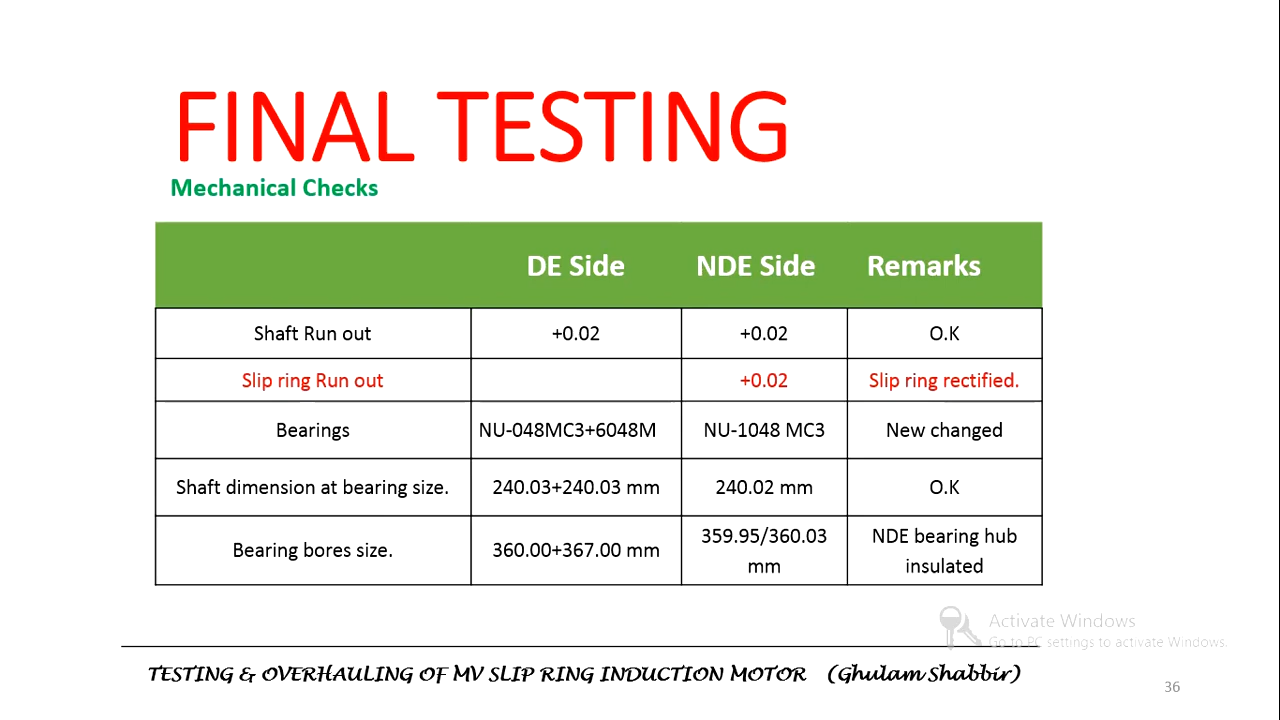 FINAL TESTING
Mechanical Checks
DE Side NDE Side Remarks
Shaft Run out +0.02 +0.02 O.K
Slip ring Run out +0.02 Slip ring rectified.
Bearings NU-048MC3+6048M NU-1048 MC3 New changed
Shaft dimension at bearing size. 240.03+240.03 mm 240.02 mm O.K
Bearing bores size. 360.00+367.00 mm 359.95/360.03 mm NDE bearing hub insulated
Activate Windows
Go to PC settings to activate Windows.
TESTING & OVERHAULING OF MV SLIP RING INDUCTION MOTOR (Ghulam Shabbir)
36